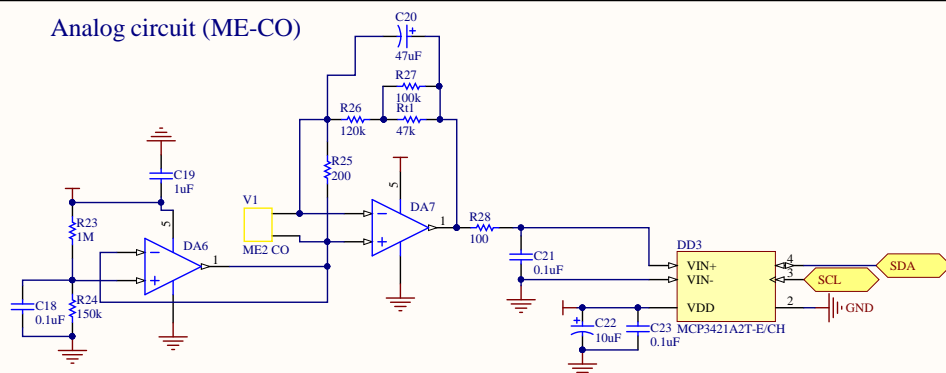 Analog circuit (ME-CO)
C20
47uF
R27
100k
R26
120k
Rt1
47k
C19
1uF
R25
200
5
V1
ME2 CO
DA7
1
R28
100
R23
1M
5
DA6
1
C18
0.1uF
R24
150k
C21
0.1uF
DD3
VIN+
VIN-
VDD
4
3
2
SDA
SCL
GND
MCP3421A2T-E/CH
C22
10uF
C23
0.1uF